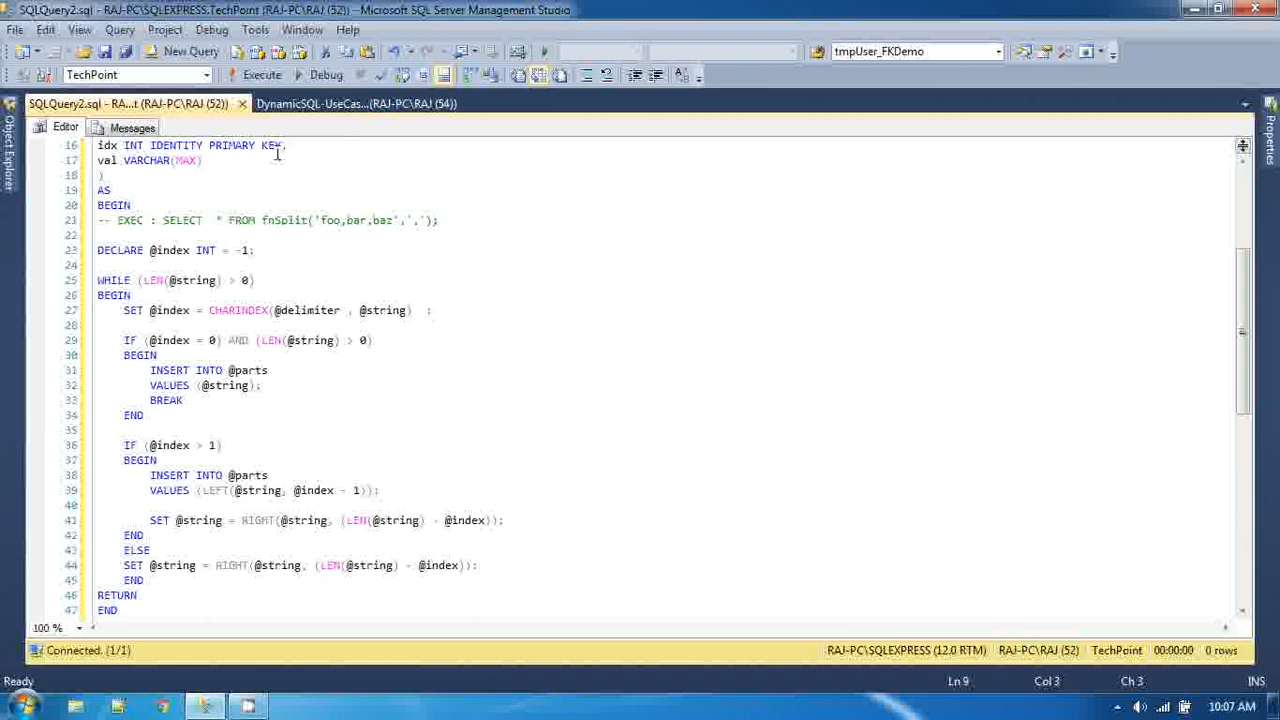 SQLQuery2.sql - RAJ-PC\SQLEXPRESS.TechPoint (RAJ-PC\RAJ (52)) - Microsoft SQL Server Management Studio
File Edit View Query Project Debug Tools Window Help
New Query tmpUser_FKDemo
TechPoint Execute Debug
SQLQuery2.sql - RA...t (RAJ-PC\RAJ (52)) DynamicSQL-UseCas...(RAJ-PC\RAJ (54))
Editor Messages
Object Explorer
Properties
16 idx INT IDENTITY PRIMARY KEY,
17 val VARCHAR(MAX)
18 )
19 AS
20 BEGIN
21 -- EXEC : SELECT * FROM fnSplit('foo,bar,baz',',');
22
23 DECLARE @index INT = -1;
24
25 WHILE (LEN(@string) > 0)
26 BEGIN
27 SET @index = CHARINDEX(@delimiter , @string) ;
28
29 IF (@index = 0) AND (LEN(@string) > 0)
30 BEGIN
31 INSERT INTO @parts
32 VALUES (@string);
33 BREAK
34 END
35
36 IF (@index > 1)
37 BEGIN
38 INSERT INTO @parts
39 VALUES (LEFT(@string, @index - 1));
40
41 SET @string = RIGHT(@string, (LEN(@string) - @index));
42 END
43 ELSE
44 SET @string = RIGHT(@string, (LEN(@string) - @index));
45 END
46 RETURN
47 END
100 %
Connected. (1/1) RAJ-PC\SQLEXPRESS (12.0 RTM) RAJ-PC\RAJ (52) TechPoint 00:00:00 0 rows
Ready Ln 9 Col 3 Ch 3 INS
10:07 AM